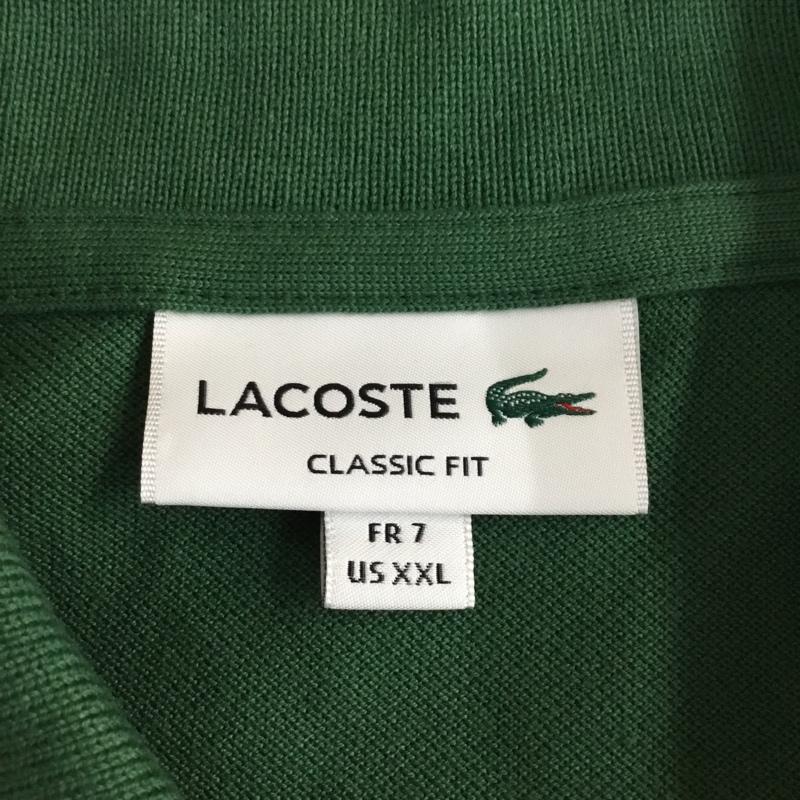 LACOSTE
CLASSIC FIT
FR 7
US XXL